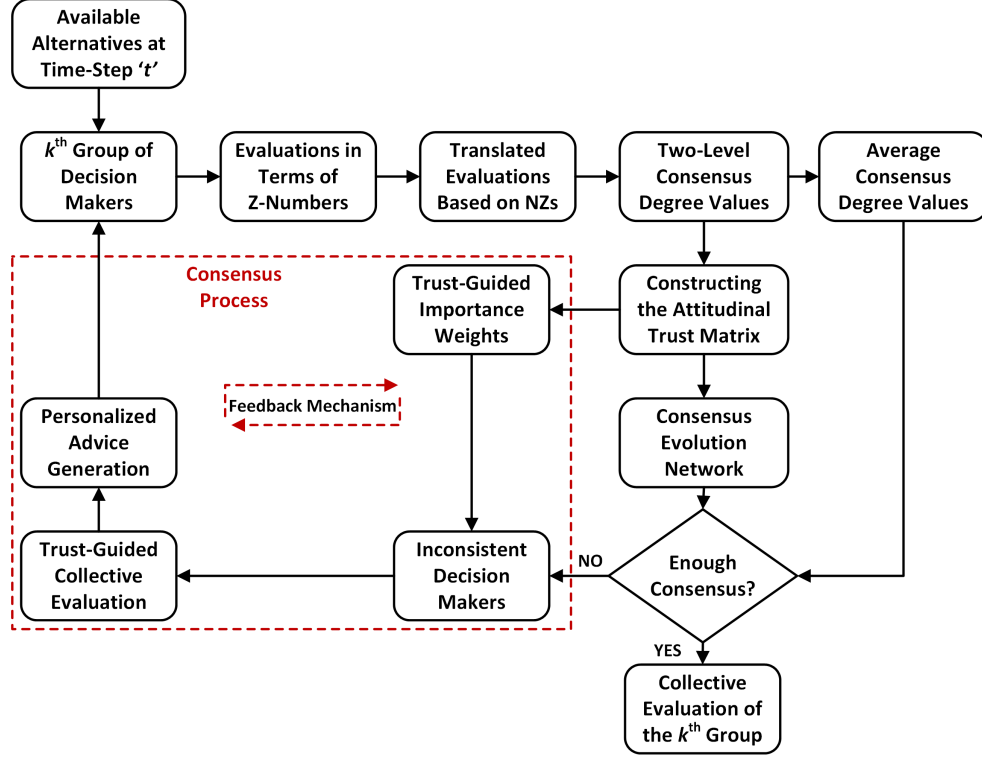 Available
Alternatives at
Time-Step ‘t’
kth Group of
Decision
Makers
Evaluations in
Terms of
Z-Numbers
Translated
Evaluations
Based on NZs
Two-Level
Consensus
Degree Values
Average
Consensus
Degree Values
Consensus
Process
Trust-Guided
Importance
Weights
Constructing
the Attitudinal
Trust Matrix
Feedback Mechanism
Personalized
Advice
Generation
Consensus
Evolution
Network
Trust-Guided
Collective
Evaluation
Inconsistent
Decision
Makers
NO
Enough
Consensus?
YES
Collective
Evaluation of
the kth Group